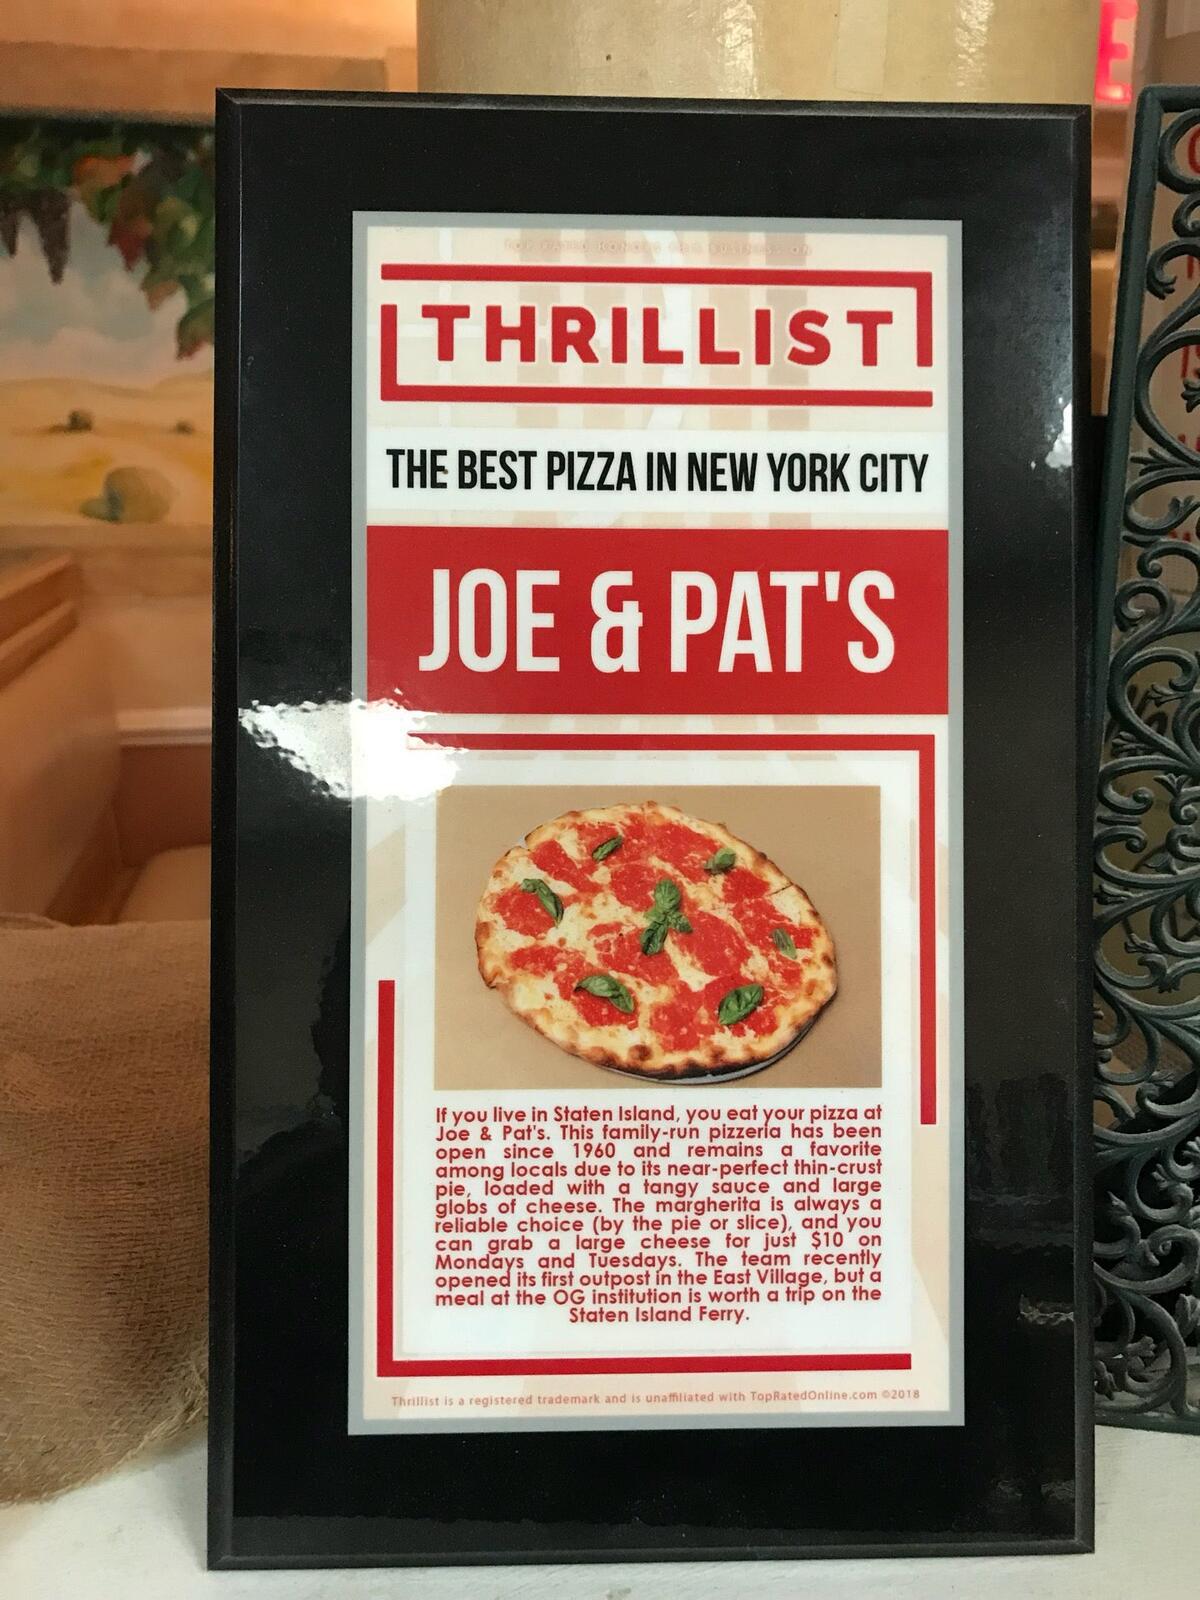 TOP RATED HONORS THIS BUSINESS ON
THRILLIST
THE BEST PIZZA IN NEW YORK CITY
JOE & PAT'S
If you live in Staten Island, you eat your pizza at
Joe & Pat's. This family-run pizzeria has been
open since 1960 and remains a favorite
among locals due to its near-perfect thin-crust
pie, loaded with a tangy sauce and large
globs of cheese. The margherita is always a
reliable choice (by the pie or slice), and you
can grab a large cheese for just $10 on
Mondays and Tuesdays. The team recently
opened its first outpost in the East Village, but a
meal at the OG institution is worth a trip on the
Staten Island Ferry.
Thrillist is a registered trademark and is unaffiliated with TopRatedOnline.com ©2018